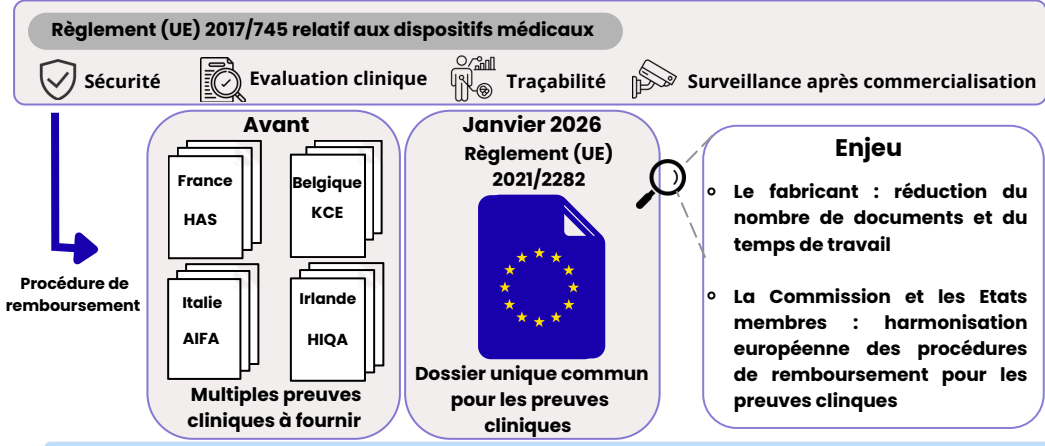 Règlement (UE) 2017/745 relatif aux dispositifs médicaux
Sécurité
Evaluation clinique
Traçabilité
Surveillance après commercialisation
Procédure de
remboursement
Avant
France
HAS
Belgique
KCE
Italie
AIFA
Irlande
HIQA
Multiples preuves
cliniques à fournir
Janvier 2026
Règlement (UE)
2021/2282
Dossier unique commun
pour les preuves
cliniques
Enjeu
Le fabricant : réduction du
nombre de documents et du
temps de travail
La Commission et les Etats
membres : harmonisation
européenne des procédures
de remboursement pour les
preuves clinques